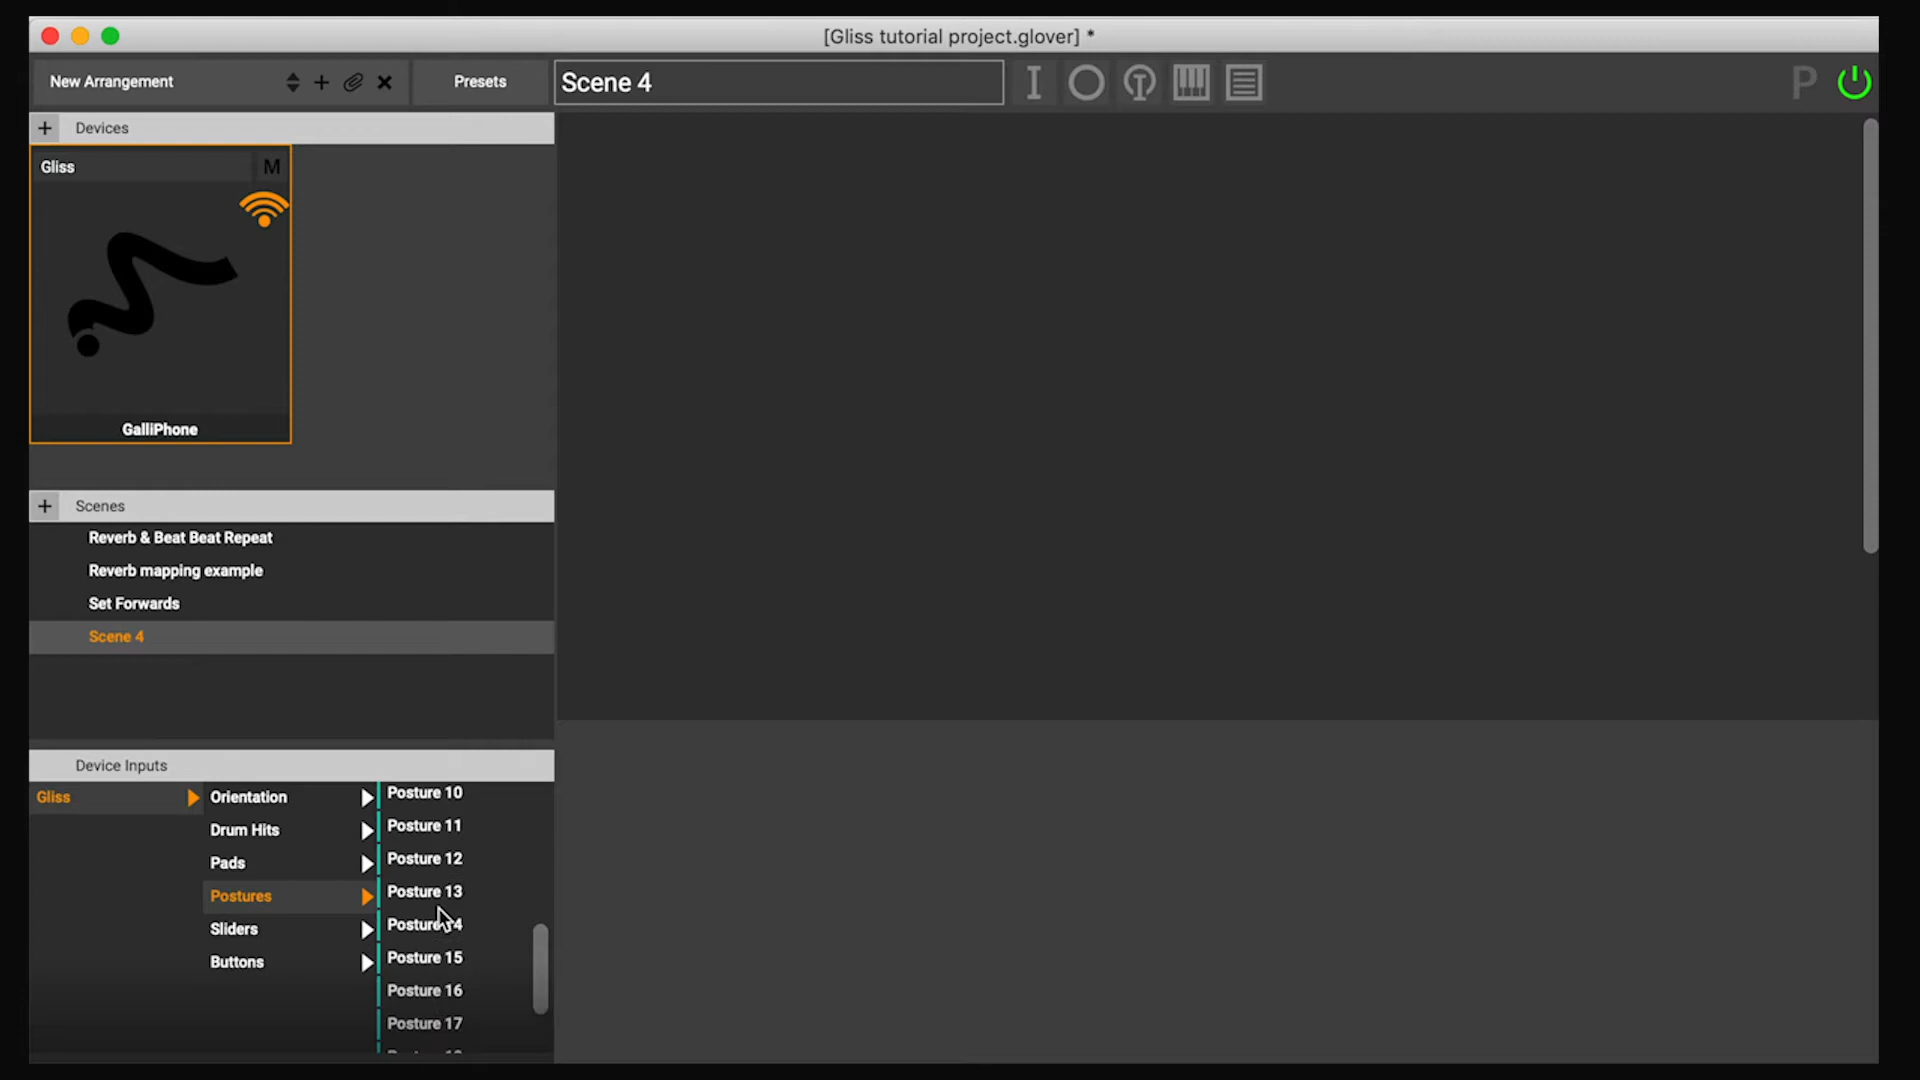 [Gliss tutorial project.glover] *
New Arrangement
Presets
Scene 4
P
Devices
Gliss
M
GalliPhone
Scenes
Reverb & Beat Beat Repeat
Reverb mapping example
Set Forwards
Scene 4
Device Inputs
Gliss
Orientation
Drum Hits
Pads
Postures
Sliders
Buttons
Posture 10
Posture 11
Posture 12
Posture 13
Posture 14
Posture 15
Posture 16
Posture 17